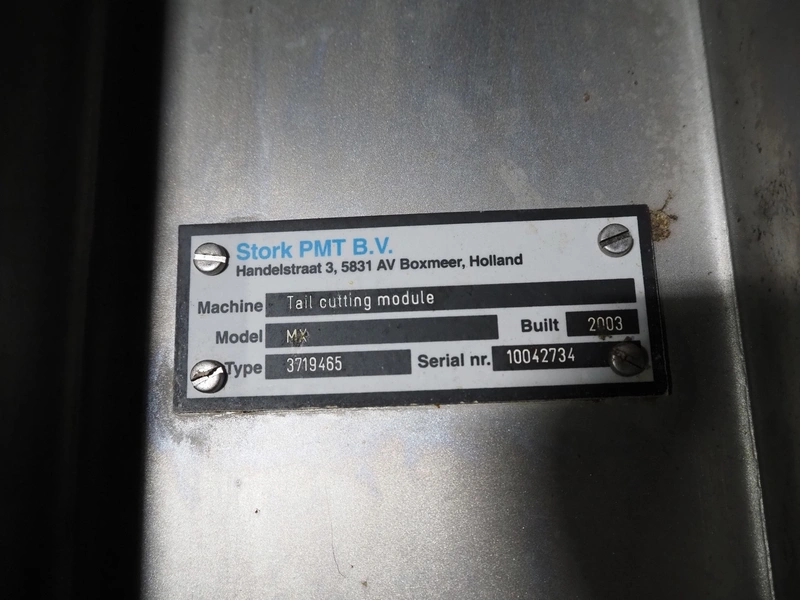 Stork PMT B.V.
Handelstraat 3, 5831 AV Boxmeer, Holland
Machine Tail cutting module
Model MX Built 2003
Type 3719465 Serial nr. 10042734